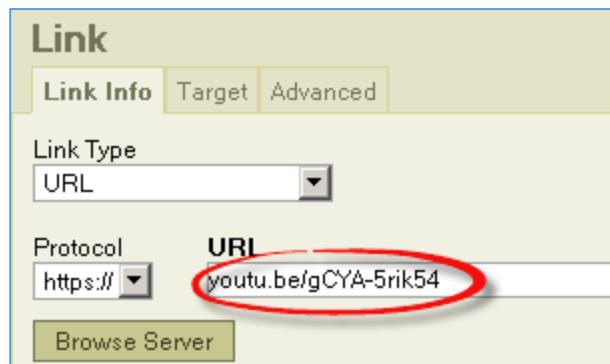 Link
Link Info Target Advanced
Link Type
URL
Protocol URL
https:// youtu.be/gCYA-5rik54
Browse Server